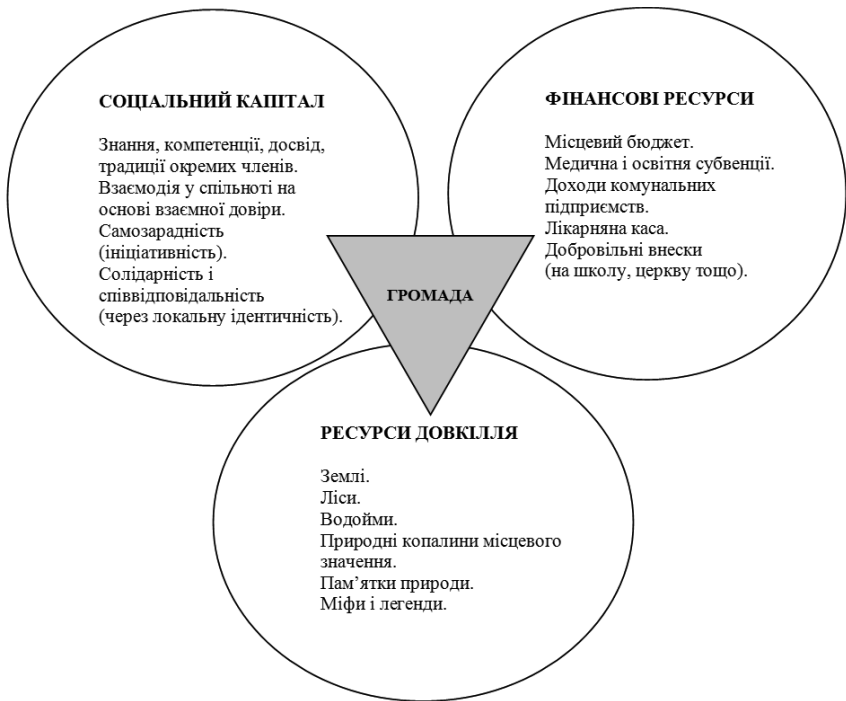 СОЦІАЛЬНИЙ КАПІТАЛ
Знання, компетенції, досвід,
традиції окремих членів.
Взаємодія у спільноті на
основі взаємної довіри.
Самозарадність
(ініціативність).
Солідарність і
співвідповідальність
(через локальну ідентичність).
ФІНАНСОВІ РЕСУРСИ
Місцевий бюджет.
Медична і освітня субвенції.
Доходи комунальних
підприємств.
Лікарняна каса.
Добровільні внески
(на школу, церкву тощо).
ГРОМАДА
РЕСУРСИ ДОВКІЛЛЯ
Землі.
Ліси.
Водойми.
Природні копалини місцевого
значення.
Пам’ятки природи.
Міфи і легенди.